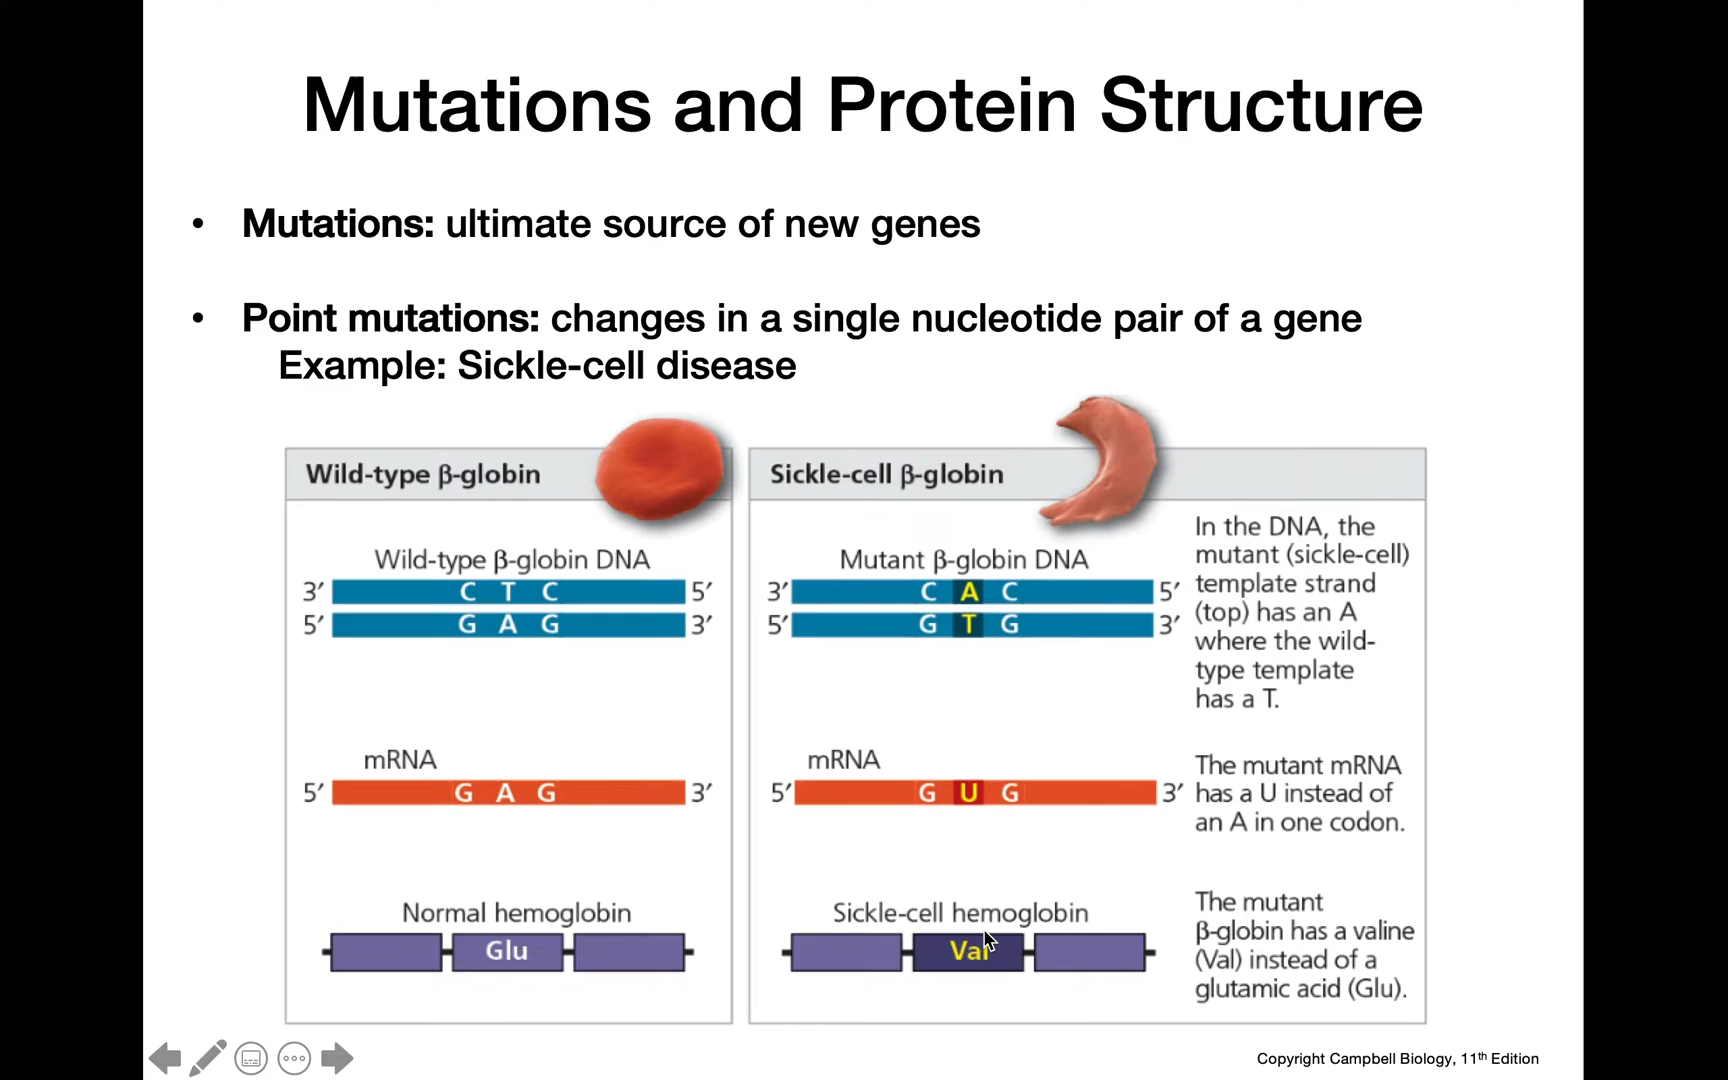 Mutations and Protein Structure
• Mutations: ultimate source of new genes
• Point mutations: changes in a single nucleotide pair of a gene
Example: Sickle-cell disease
Wild-type β-globin
Wild-type β-globin DNA
3′ C T C 5′
5′ G A G 3′
mRNA
5′ G A G 3′
Normal hemoglobin
Glu
Sickle-cell β-globin
Mutant β-globin DNA
3′ C A C 5′
5′ G T G 3′
In the DNA, the
mutant (sickle-cell)
template strand
(top) has an A
where the wild-
type template
has a T.
mRNA
5′ G U G 3′
The mutant mRNA
has a U instead of
an A in one codon.
Sickle-cell hemoglobin
Val
The mutant
β-globin has a valine
(Val) instead of a
glutamic acid (Glu).
Copyright Campbell Biology, 11th Edition